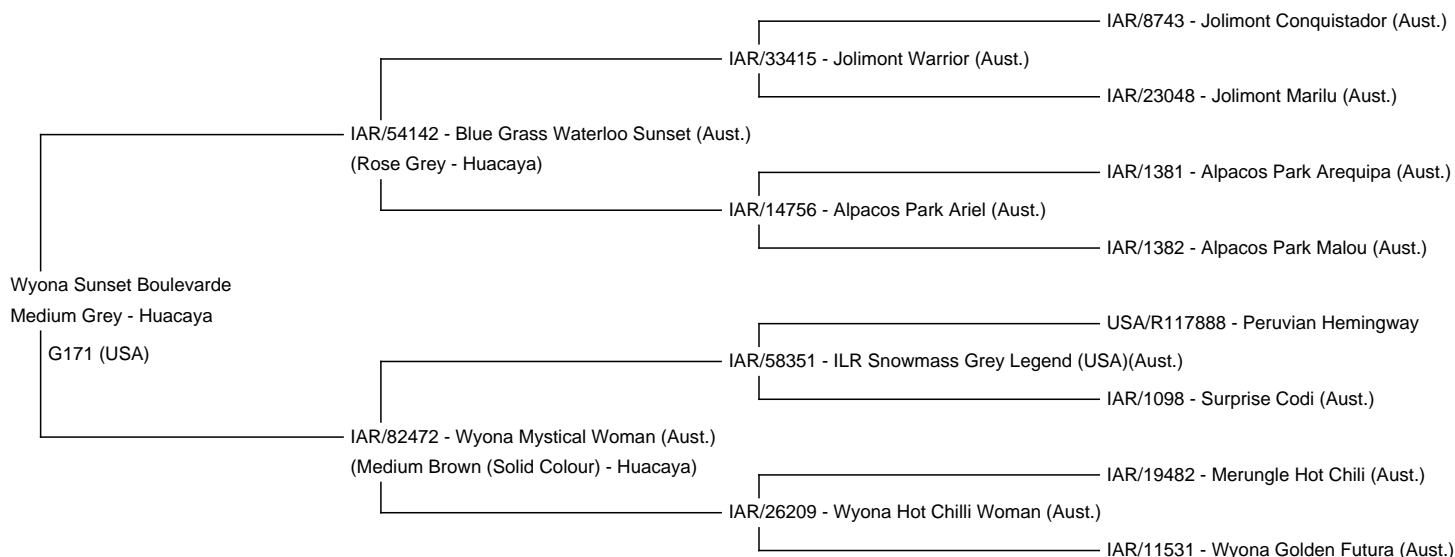 IAR/8743 - Jolimont Conquistador (Aust.)
IAR/33415 - Jolimont Warrior (Aust.)
IAR/23048 - Jolimont Marilu (Aust.)
IAR/54142 - Blue Grass Waterloo Sunset (Aust.)
(Rose Grey - Huacaya)
IAR/1381 - Alpacos Park Arequipa (Aust.)
IAR/14756 - Alpacos Park Ariel (Aust.)
IAR/1382 - Alpacos Park Malou (Aust.)
Wyona Sunset Boulevarde
Medium Grey - Huacaya
G171 (USA)
USA/R117888 - Peruvian Hemingway
IAR/58351 - ILR Snowmass Grey Legend (USA)(Aust.)
IAR/1098 - Surprise Codi (Aust.)
IAR/82472 - Wyona Mystical Woman (Aust.)
(Medium Brown (Solid Colour) - Huacaya)
IAR/19482 - Merungle Hot Chili (Aust.)
IAR/26209 - Wyona Hot Chilli Woman (Aust.)
IAR/11531 - Wyona Golden Futura (Aust.)